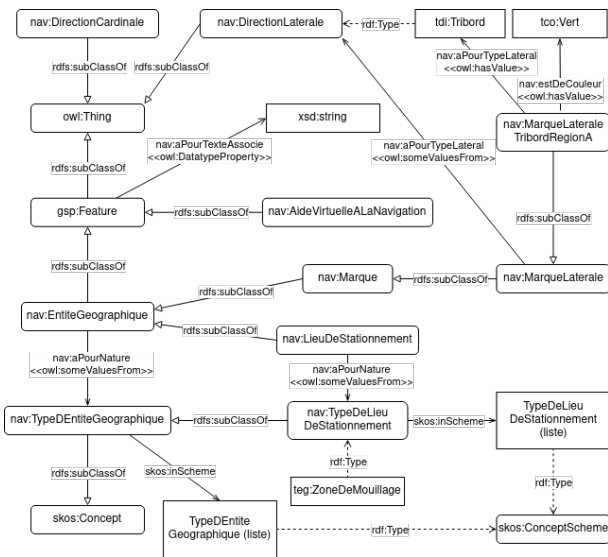 nav:DirectionCardinale
nav:DirectionLaterale
rdf:Type
tdi:Tribord
tco:Vert
rdfs:subClassOf
rdfs:subClassOf
nav:aPourTypeLateral
<<owl:hasValue>>
nav:estDeCouleur
<<owl:hasValue>>
owl:Thing
xsd:string
nav:MarqueLaterale
TribordRegionA
nav:aPourTexteAssocie
<<owl:DatatypeProperty>>
nav:aPourTypeLateral
<<owl:someValuesFrom>>
rdfs:subClassOf
gsp:Feature
rdfs:subClassOf
nav:AideVirtuelleALaNavigation
rdfs:subClassOf
rdfs:subClassOf
nav:Marque
rdfs:subClassOf
nav:MarqueLaterale
rdfs:subClassOf
nav:EntiteGeographique
rdfs:subClassOf
nav:LieuDeStationnement
nav:aPourNature
<<owl:someValuesFrom>>
nav:aPourNature
<<owl:someValuesFrom>>
nav:TypeDEntiteGeographique
rdfs:subClassOf
nav:TypeDeLieu
DeStationnement
skos:inScheme
TypeDeLieu
DeStationnement
(liste)
rdfs:subClassOf
skos:inScheme
rdf:Type
rdf:Type
teg:ZoneDeMouillage
skos:Concept
TypeDEntite
Geographique (liste)
rdf:Type
skos:ConceptScheme